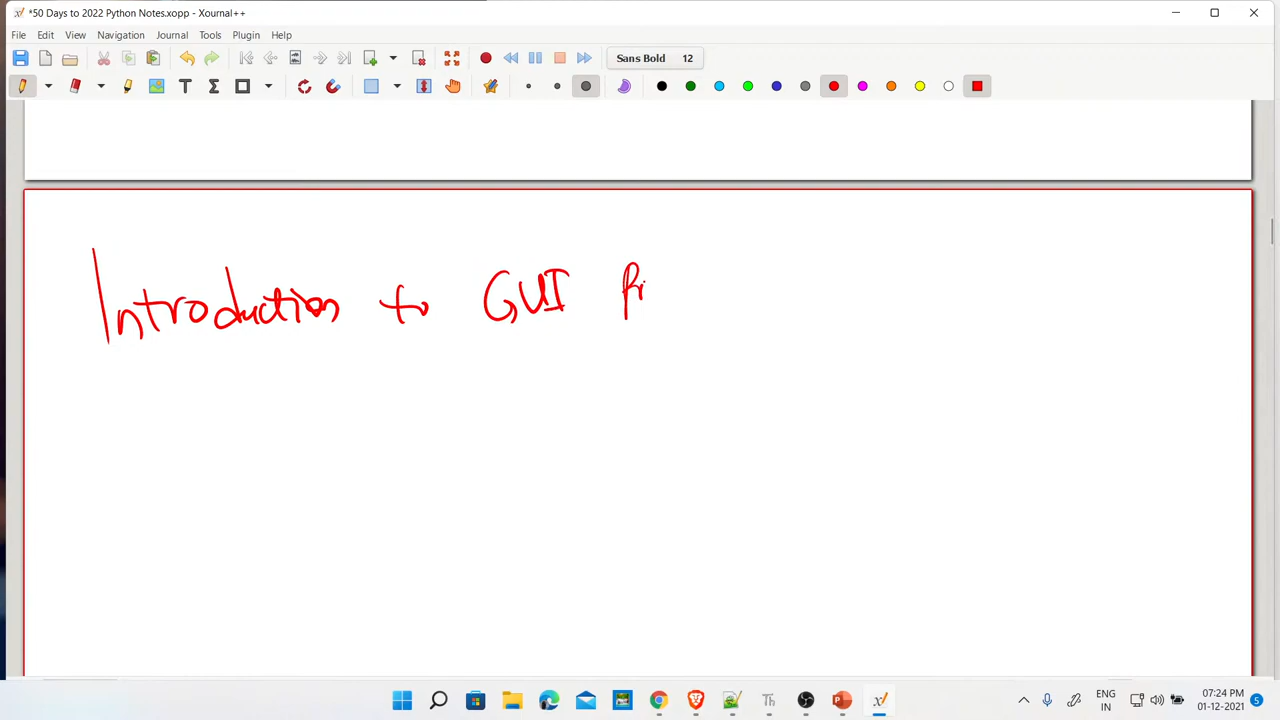 *50 Days to 2022 Python Notes.xopp - Xournal++
File Edit View Navigation Journal Tools Plugin Help
Sans Bold 12
Introduction to GUI
ENG 07:24 PM
IN 01-12-2021 5